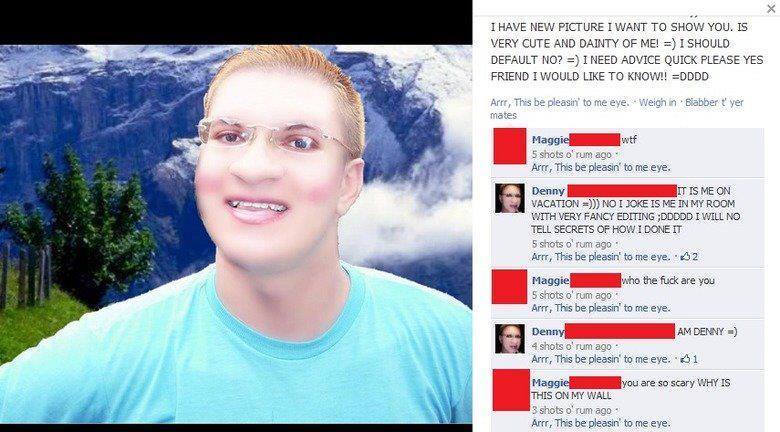 I HAVE NEW PICTURE I WANT TO SHOW YOU. IS
VERY CUTE AND DAINTY OF ME! =) I SHOULD
DEFAULT NO? =) I NEED ADVICE QUICK PLEASE YES
FRIEND I WOULD LIKE TO KNOW!! =DDDD
Arrr, This be pleasin' to me eye. · Weigh in · Blabber t' yer
mates
Maggie wtf
5 shots o' rum ago ·
Arrr, This be pleasin' to me eye.
Denny IT IS ME ON
VACATION =))) NO I JOKE IS ME IN MY ROOM
WITH VERY FANCY EDITING ;DDDDD I WILL NO
TELL SECRETS OF HOW I DONE IT
5 shots o' rum ago ·
Arrr, This be pleasin' to me eye. · 2
Maggie who the fuck are you
5 shots o' rum ago ·
Arrr, This be pleasin' to me eye.
Denny AM DENNY =)
4 shots o' rum ago ·
Arrr, This be pleasin' to me eye. · 1
Maggie you are so scary WHY IS
THIS ON MY WALL
3 shots o' rum ago ·
Arrr, This be pleasin' to me eye.